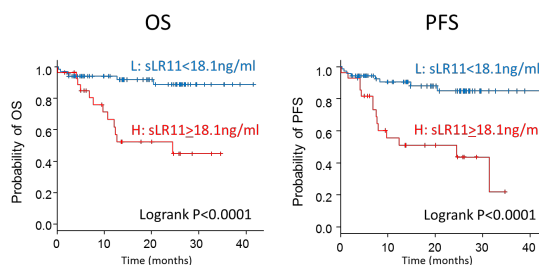 OS
L: sLR11<18.1ng/ml
H: sLR11≥18.1ng/ml
Probability of OS
1.0
0.8
0.6
0.4
0.2
0.0
Logrank P<0.0001
0 10 20 30 40
Time (months)
PFS
L: sLR11<18.1ng/ml
H: sLR11≥18.1ng/m
Probability of PFS
1.0
0.8
0.6
0.4
0.2
0.0
Logrank P<0.0001
0 10 20 30 40
Time (months)